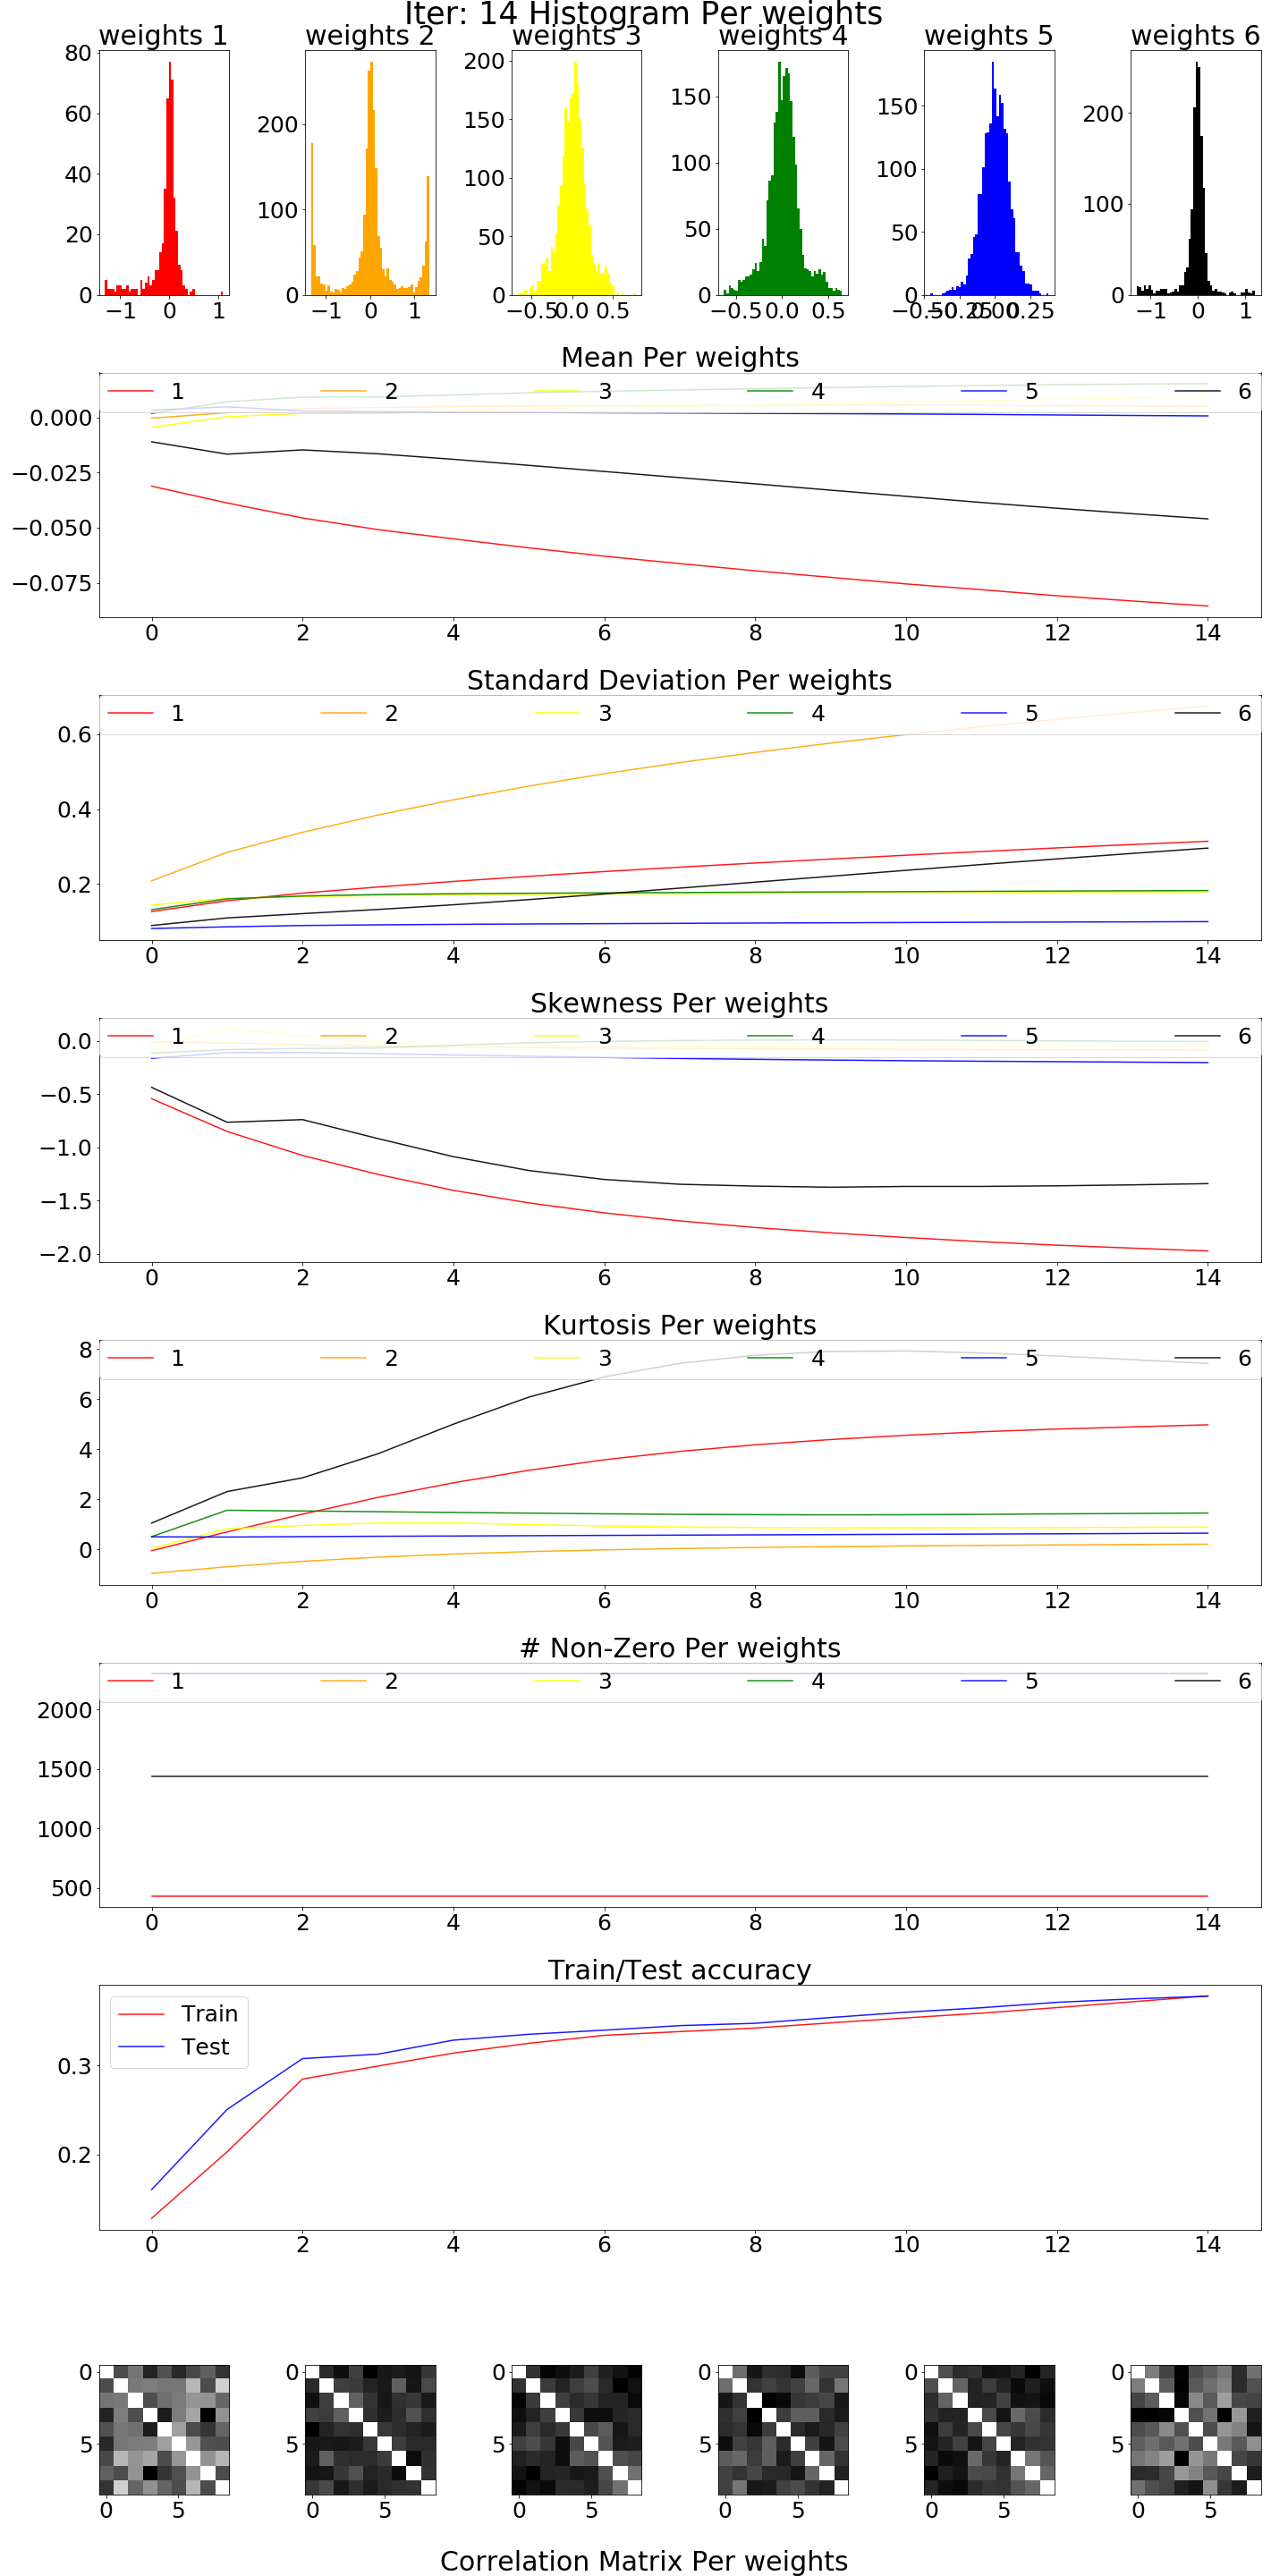 Iter: 14 Histogram Per weights
weights 1 weights 2 weights 3 weights 4 weights 5 weights 6
80
60
40
20
0
−1 0 1
200
100
0
−1 0 1
200
150
100
50
0
−0.5 0.0 0.5
150
100
50
0
−0.5 0.0 0.5
150
100
50
0
−0.50 −0.25 0.00 0.25
200
100
0
−1 0 1
Mean Per weights
1 2 3 4 5 6
0.000
−0.025
−0.050
−0.075
0 2 4 6 8 10 12 14
Standard Deviation Per weights
1 2 3 4 5 6
0.6
0.4
0.2
0 2 4 6 8 10 12 14
Skewness Per weights
1 2 3 4 5 6
0.0
−0.5
−1.0
−1.5
−2.0
0 2 4 6 8 10 12 14
Kurtosis Per weights
1 2 3 4 5 6
8
6
4
2
0
0 2 4 6 8 10 12 14
# Non-Zero Per weights
1 2 3 4 5 6
2000
1500
1000
500
0 2 4 6 8 10 12 14
Train/Test accuracy
Train
Test
0.3
0.2
0 2 4 6 8 10 12 14
0
5
0 5
0
5
0 5
0
5
0 5
0
5
0 5
0
5
0 5
0
5
0 5
Correlation Matrix Per weights